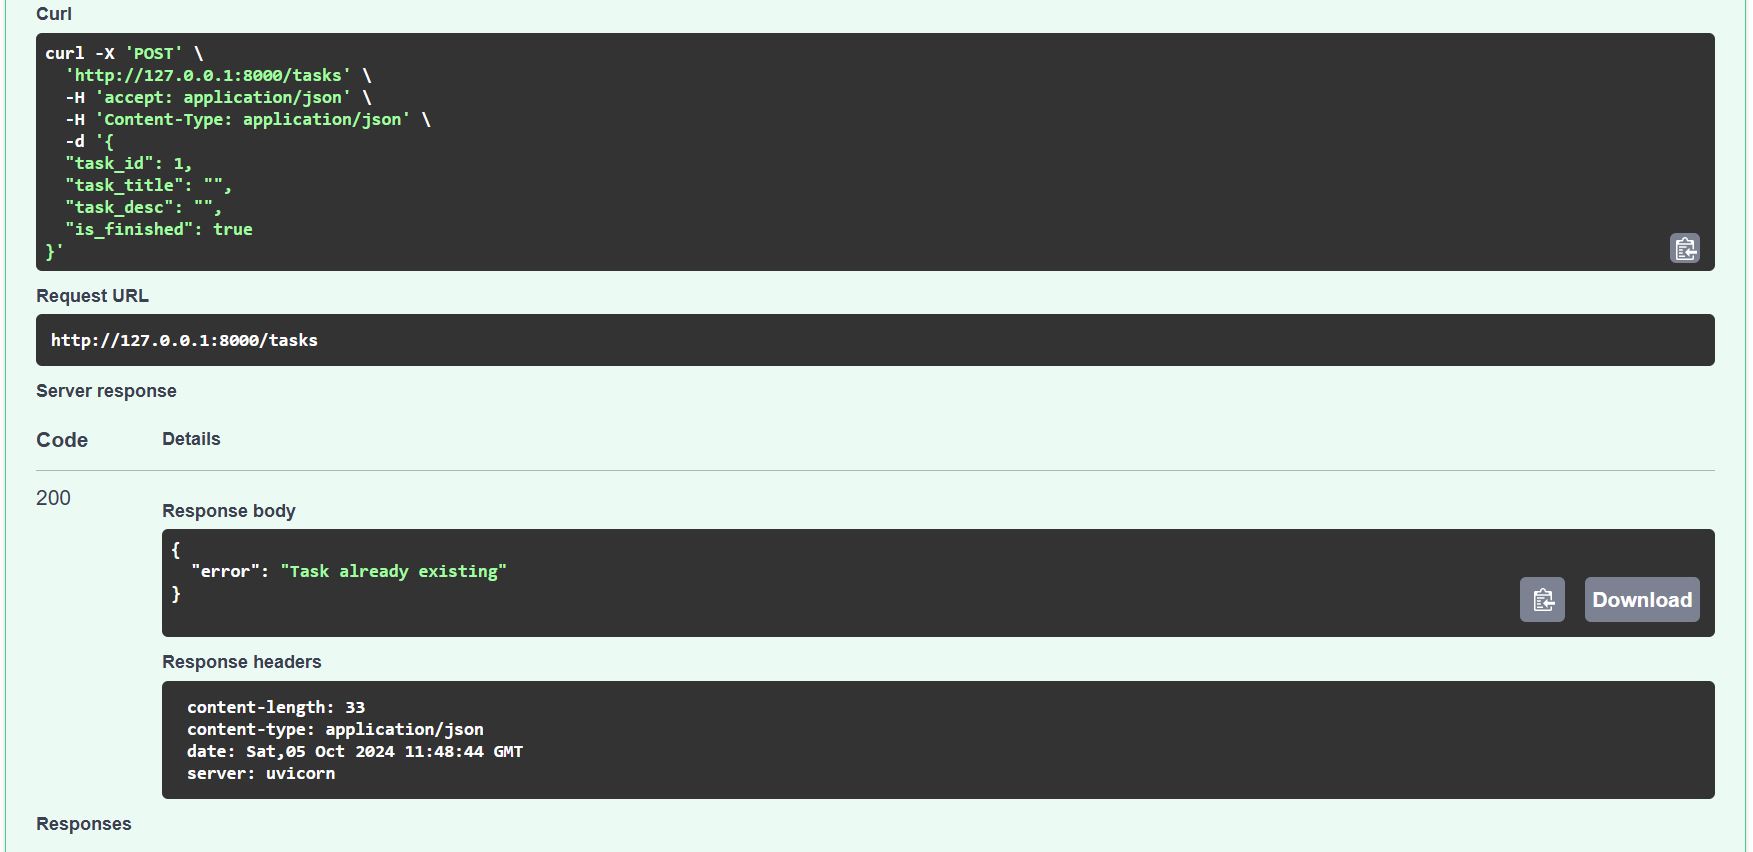 Curl
curl -X 'POST' \
  'http://127.0.0.1:8000/tasks' \
  -H 'accept: application/json' \
  -H 'Content-Type: application/json' \
  -d '{
  "task_id": 1,
  "task_title": "",
  "task_desc": "",
  "is_finished": true
}'
Request URL
http://127.0.0.1:8000/tasks
Server response
Code Details
200
Response body
{
  "error": "Task already existing"
}
Download
Response headers
content-length: 33
content-type: application/json
date: Sat,05 Oct 2024 11:48:44 GMT
server: uvicorn
Responses